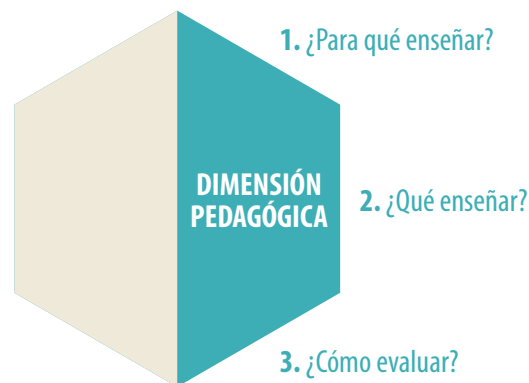 1. ¿Para qué enseñar?
DIMENSIÓN
PEDAGÓGICA
2. ¿Qué enseñar?
3. ¿Cómo evaluar?